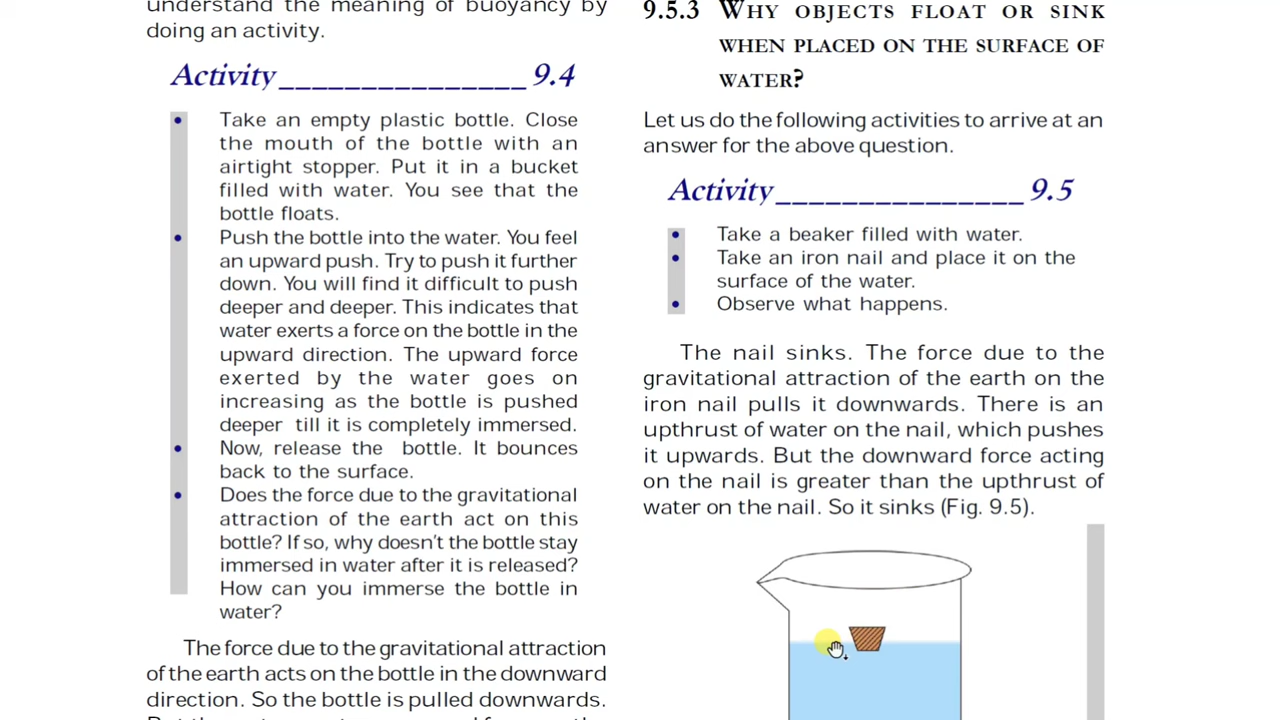 understand the meaning of buoyancy by
doing an activity.
Activity _______________ 9.4
• Take an empty plastic bottle. Close
the mouth of the bottle with an
airtight stopper. Put it in a bucket
filled with water. You see that the
bottle floats.
• Push the bottle into the water. You feel
an upward push. Try to push it further
down. You will find it difficult to push
deeper and deeper. This indicates that
water exerts a force on the bottle in the
upward direction. The upward force
exerted by the water goes on
increasing as the bottle is pushed
deeper till it is completely immersed.
• Now, release the bottle. It bounces
back to the surface.
• Does the force due to the gravitational
attraction of the earth act on this
bottle? If so, why doesn't the bottle stay
immersed in water after it is released?
How can you immerse the bottle in
water?
The force due to the gravitational attraction
of the earth acts on the bottle in the downward
direction. So the bottle is pulled downwards.
9.5.3 WHY OBJECTS FLOAT OR SINK
WHEN PLACED ON THE SURFACE OF
WATER?
Let us do the following activities to arrive at an
answer for the above question.
Activity _______________ 9.5
• Take a beaker filled with water.
• Take an iron nail and place it on the
surface of the water.
• Observe what happens.
The nail sinks. The force due to the
gravitational attraction of the earth on the
iron nail pulls it downwards. There is an
upthrust of water on the nail, which pushes
it upwards. But the downward force acting
on the nail is greater than the upthrust of
water on the nail. So it sinks (Fig. 9.5).